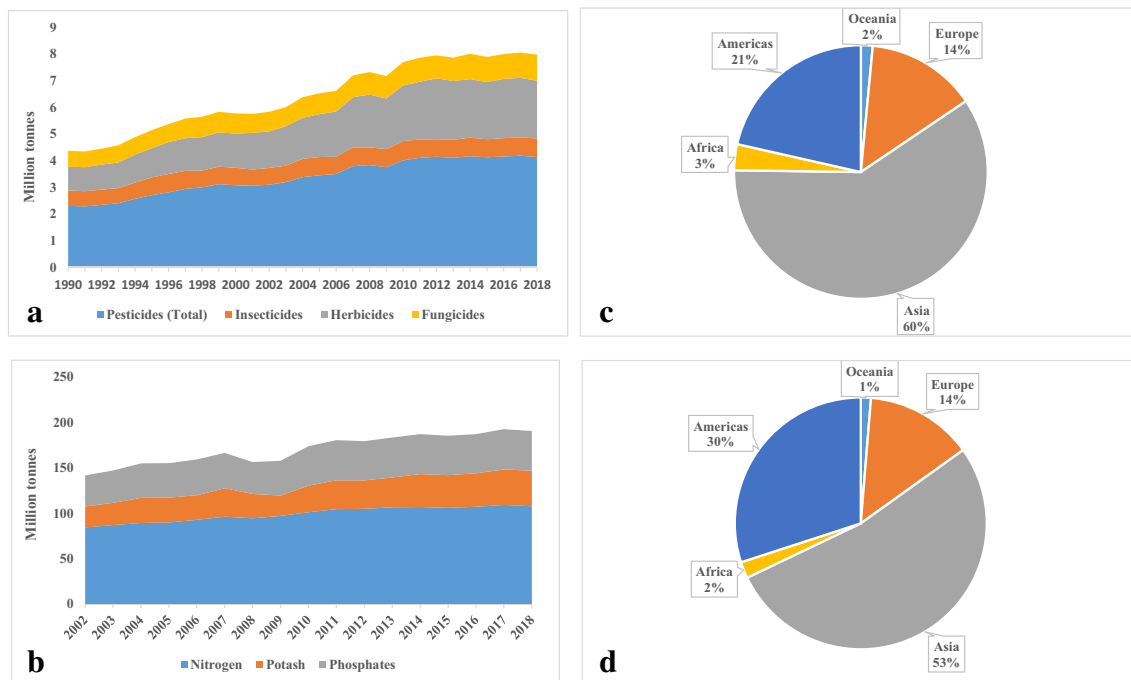 9
8
7
6
5
4
3
2
1
0
Million tonnes
1990 1992 1994 1996 1998 2000 2002 2004 2006 2008 2010 2012 2014 2016 2018
a
Pesticides (Total) Insecticides Herbicides Fungicides
Oceania
2%
Europe
14%
Americas
21%
Africa
3%
Asia
60%
c
250
200
150
100
50
0
Million tonnes
2002 2003 2004 2005 2006 2007 2008 2009 2010 2011 2012 2013 2014 2015 2016 2017 2018
b
Nitrogen Potash Phosphates
Oceania
1%
Europe
14%
Americas
30%
Africa
2%
Asia
53%
d